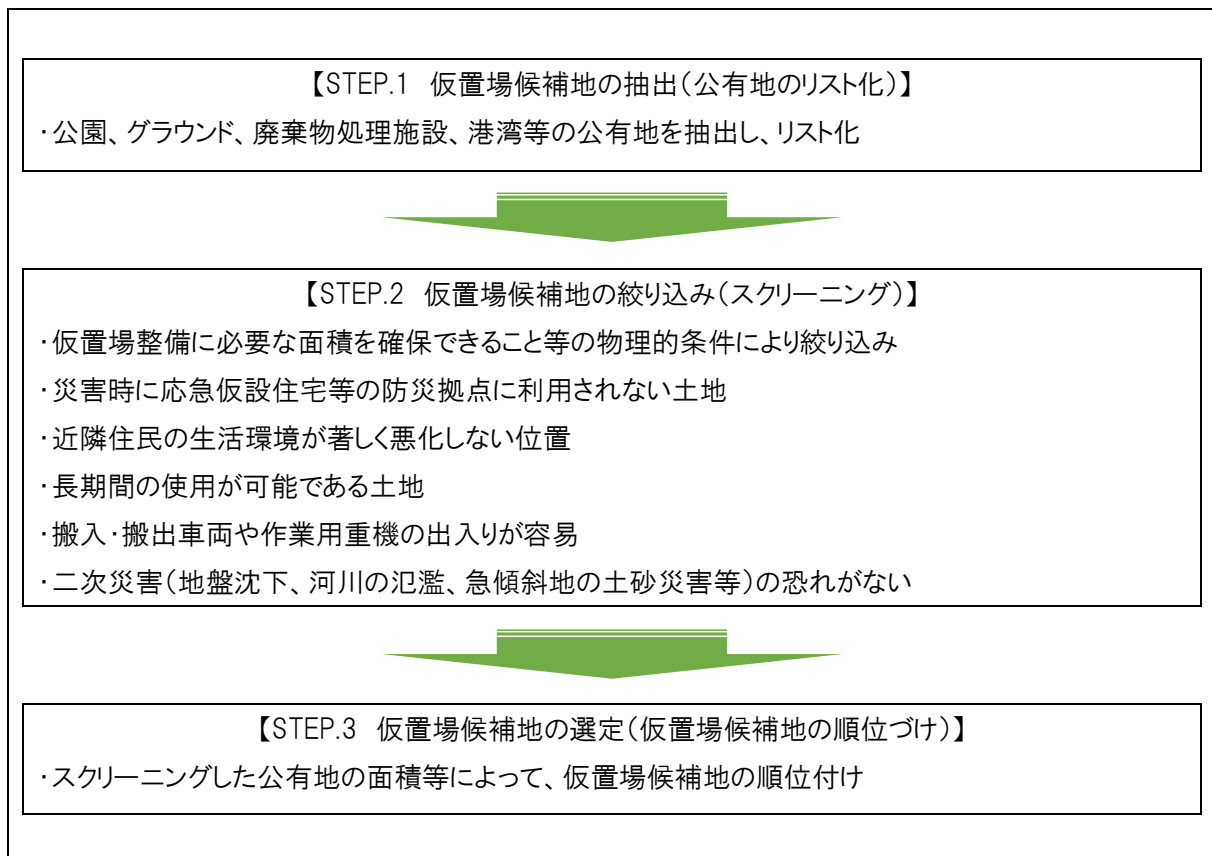 【STEP.1 仮置場候補地の抽出(公有地のリスト化)】
・公園、グラウンド、廃棄物処理施設、港湾等の公有地を抽出し、リスト化
【STEP.2 仮置場候補地の絞り込み(スクリーニング)】
・仮置場整備に必要な面積を確保できること等の物理的条件により絞り込み
・災害時に応急仮設住宅等の防災拠点に利用されない土地
・近隣住民の生活環境が著しく悪化しない位置
・長期間の使用が可能である土地
・搬入・搬出車両や作業用重機の出入りが容易
・二次災害(地盤沈下、河川の氾濫、急傾斜地の土砂災害等)の恐れがない
【STEP.3 仮置場候補地の選定(仮置場候補地の順位づけ)】
・スクリーニングした公有地の面積等によって、仮置場候補地の順位付け